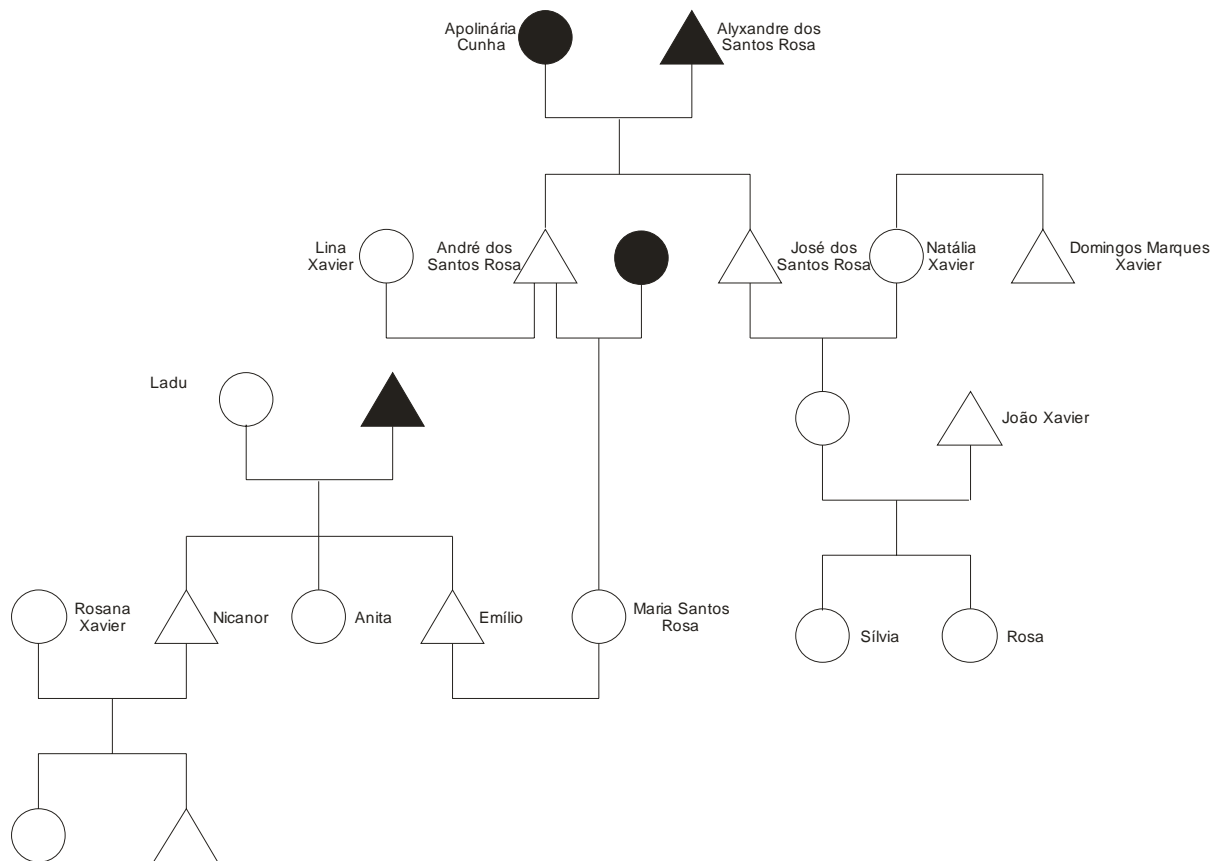 Apolinária
Cunha
Alyxandre dos
Santos Rosa
Lina
Xavier
André dos
Santos Rosa
José dos
Santos Rosa
Natália
Xavier
Domingos Marques
Xavier
Ladu
João Xavier
Rosana
Xavier
Nicanor
Anita
Emílio
Maria Santos
Rosa
Sílvia
Rosa